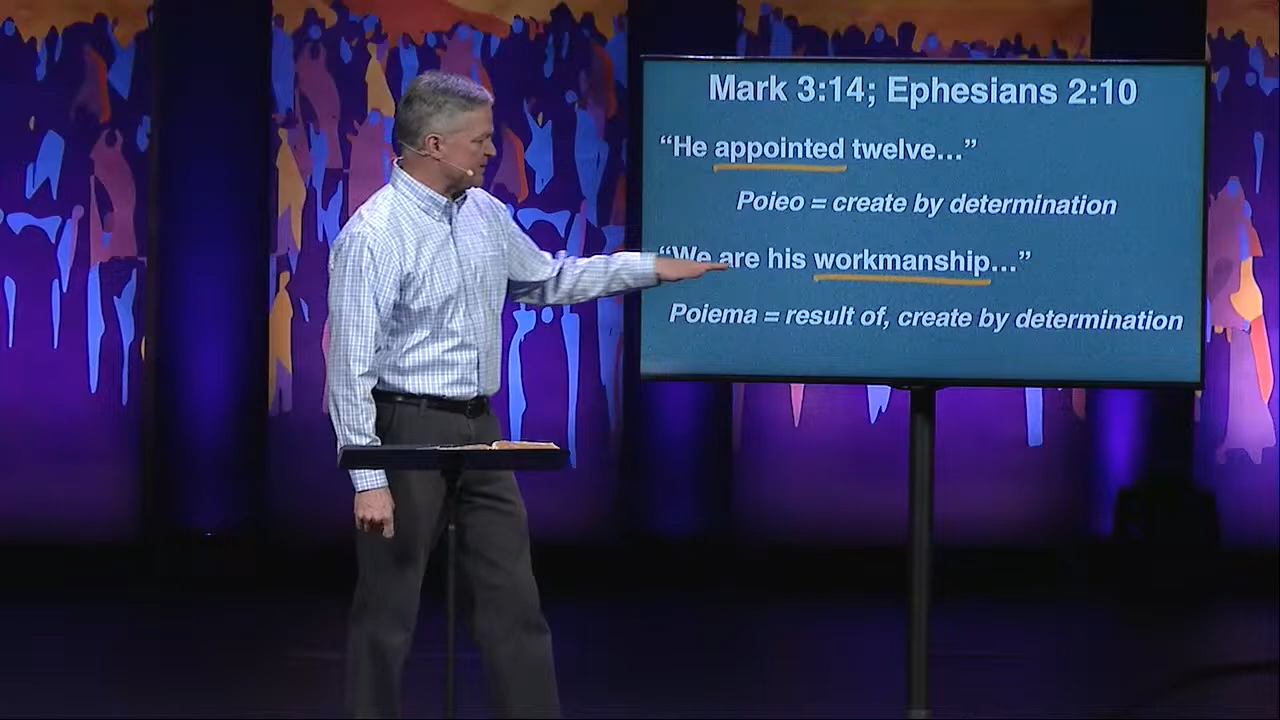 Mark 3:14; Ephesians 2:10
“He appointed twelve…”
Poieo = create by determination
“We are his workmanship…”
Poiema = result of, create by determination